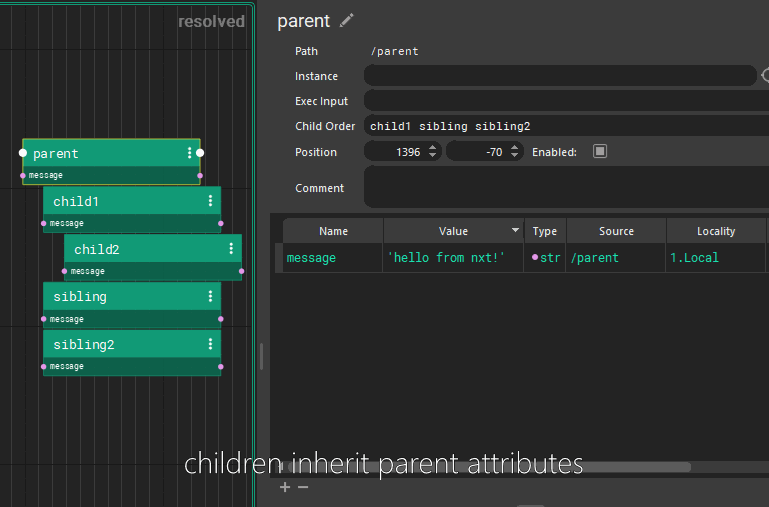 resolved
parent
message
child1
message
child2
message
sibling
message
sibling2
message
parent
Path /parent
Instance
Exec Input
Child Order child1 sibling sibling2
Position 1396 -70 Enabled:
Comment
Name Value Type Source Locality
message 'hello from nxt!' str /parent 1.Local
children inherit parent attributes